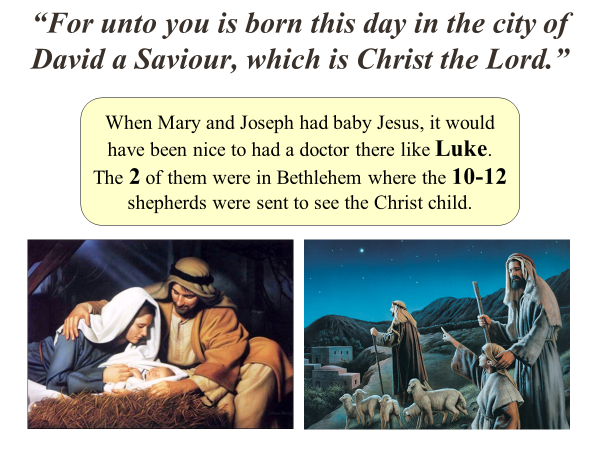 “For unto you is born this day in the city of
David a Saviour, which is Christ the Lord.”
When Mary and Joseph had baby Jesus, it would
have been nice to had a doctor there like Luke.
The 2 of them were in Bethlehem where the 10-12
shepherds were sent to see the Christ child.